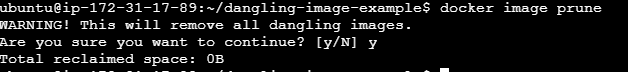 ubuntu@ip-172-31-17-89:~/dangling-image-example$ docker image prune
WARNING! This will remove all dangling images.
Are you sure you want to continue? [y/N] y
Total reclaimed space: 0B